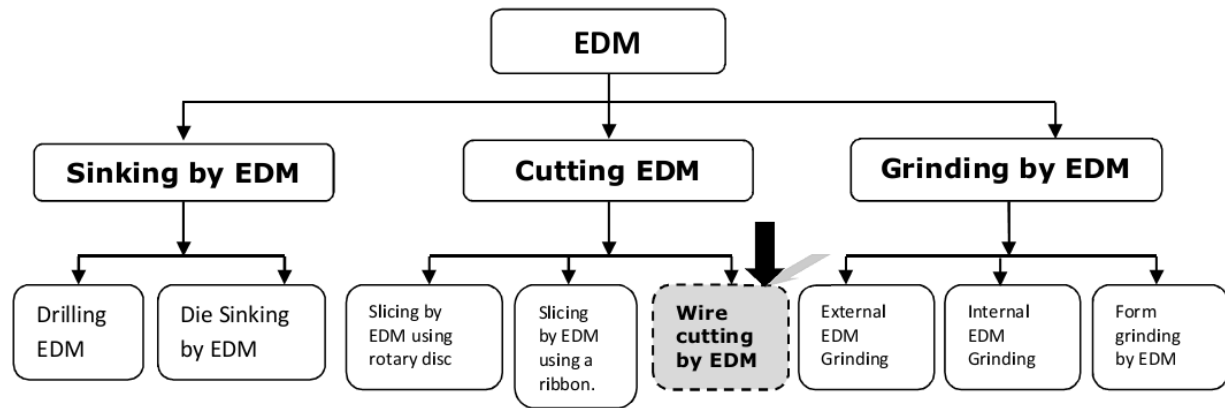 EDM
Sinking by EDM
Cutting EDM
Grinding by EDM
Drilling
EDM
Die Sinking
by EDM
Slicing by
EDM using
rotary disc
Slicing
by EDM
using a
ribbon.
Wire
cutting
by EDM
External
EDM
Grinding
Internal
EDM
Grinding
Form
grinding
by EDM